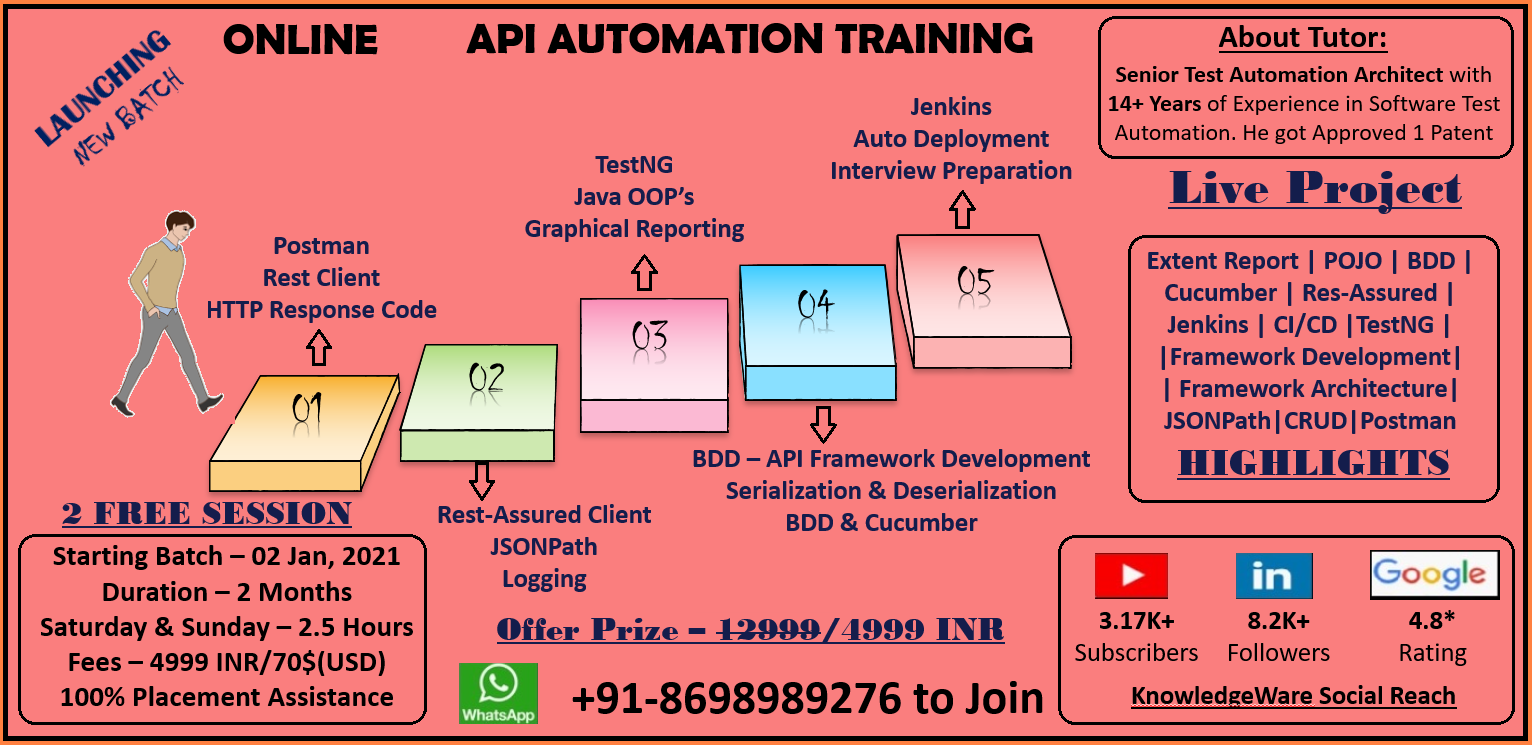 LAUNCHING
NEW BATCH
ONLINE API AUTOMATION TRAINING
About Tutor:
Senior Test Automation Architect with
14+ Years of Experience in Software Test
Automation. He got Approved 1 Patent
Live Project
Extent Report | POJO | BDD |
Cucumber | Res-Assured |
Jenkins | CI/CD |TestNG |
|Framework Development|
| Framework Architecture|
JSONPath|CRUD|Postman
HIGHLIGHTS
Postman
Rest Client
HTTP Response Code
01
02
Rest-Assured Client
JSONPath
Logging
TestNG
Java OOP’s
Graphical Reporting
03
04
BDD – API Framework Development
Serialization & Deserialization
BDD & Cucumber
Jenkins
Auto Deployment
Interview Preparation
05
2 FREE SESSION
Starting Batch – 02 Jan, 2021
Duration – 2 Months
Saturday & Sunday – 2.5 Hours
Fees – 4999 INR/70$(USD)
100% Placement Assistance
Offer Prize – 12999/4999 INR
WhatsApp
+91-8698989276 to Join
in
Google
3.17K+
Subscribers
8.2K+
Followers
4.8*
Rating
KnowledgeWare Social Reach